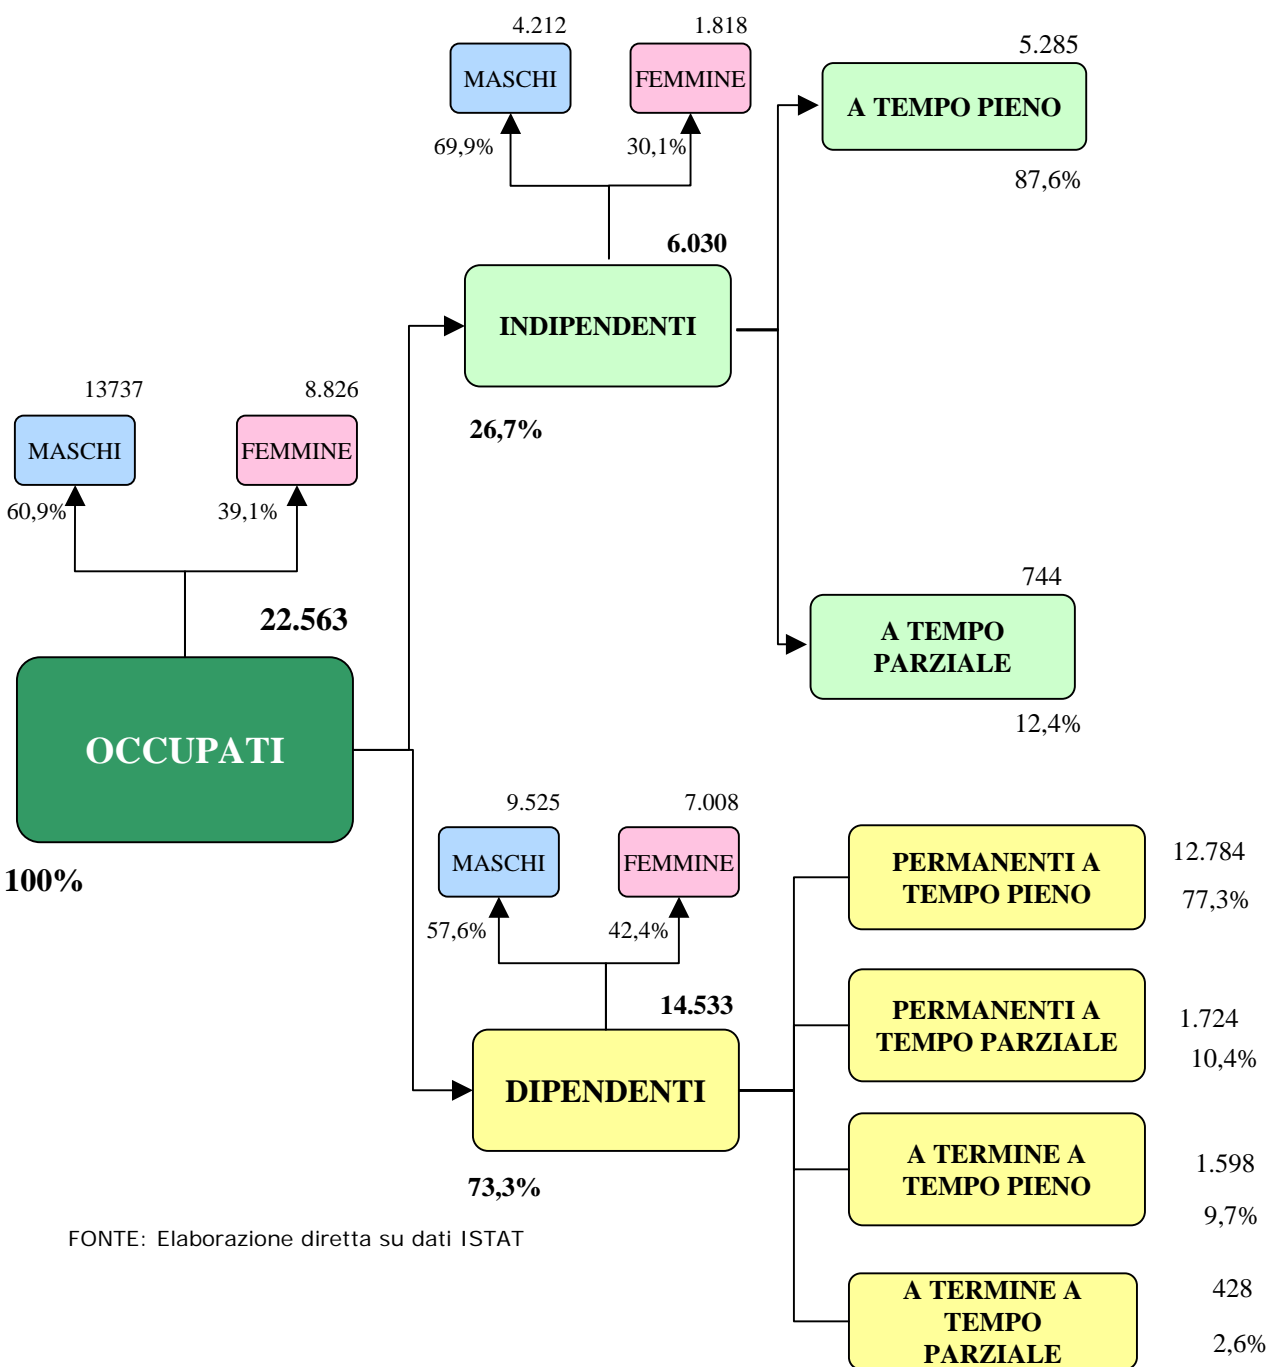 4.212
1.818
5.285
MASCHI
FEMMINE
A TEMPO PIENO
69,9%
30,1%
87,6%
6.030
INDIPENDENTI
26,7%
13737
8.826
MASCHI
FEMMINE
60,9%
39,1%
22.563
OCCUPATI
100%
744
A TEMPO
PARZIALE
12,4%
9.525
7.008
MASCHI
FEMMINE
57,6%
42,4%
14.533
DIPENDENTI
73,3%
PERMANENTI A
TEMPO PIENO
12.784
77,3%
PERMANENTI A
TEMPO PARZIALE
1.724
10,4%
A TERMINE A
TEMPO PIENO
1.598
9,7%
A TERMINE A
TEMPO
PARZIALE
428
2,6%
FONTE: Elaborazione diretta su dati ISTAT